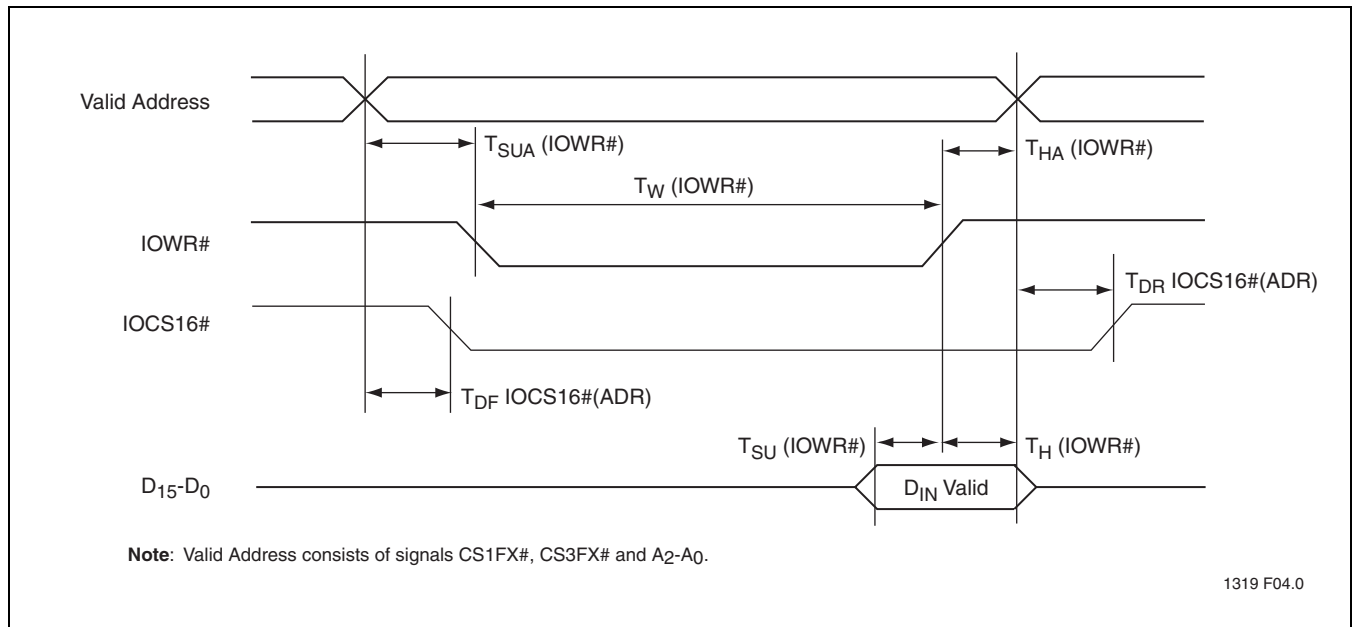 Valid Address
T_SUA (IOWR#)
T_HA (IOWR#)
T_W (IOWR#)
IOWR#
T_DR IOCS16#(ADR)
IOCS16#
T_DF IOCS16#(ADR)
T_SU (IOWR#)
T_H (IOWR#)
D15-D0
D_IN Valid
Note: Valid Address consists of signals CS1FX#, CS3FX# and A2-A0.
1319 F04.0